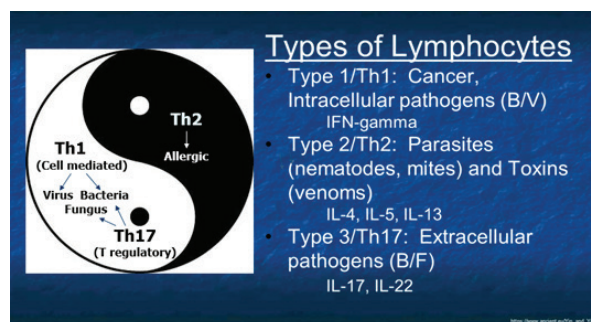 Types of Lymphocytes
• Type 1/Th1: Cancer,
Intracellular pathogens (B/V)
IFN-gamma
• Type 2/Th2: Parasites
(nematodes, mites) and Toxins
(venoms)
IL-4, IL-5, IL-13
• Type 3/Th17: Extracellular
pathogens (B/F)
IL-17, IL-22
Th2
Allergic
Th1
(Cell mediated)
Virus Bacteria
Fungus
Th17
(T regulatory)